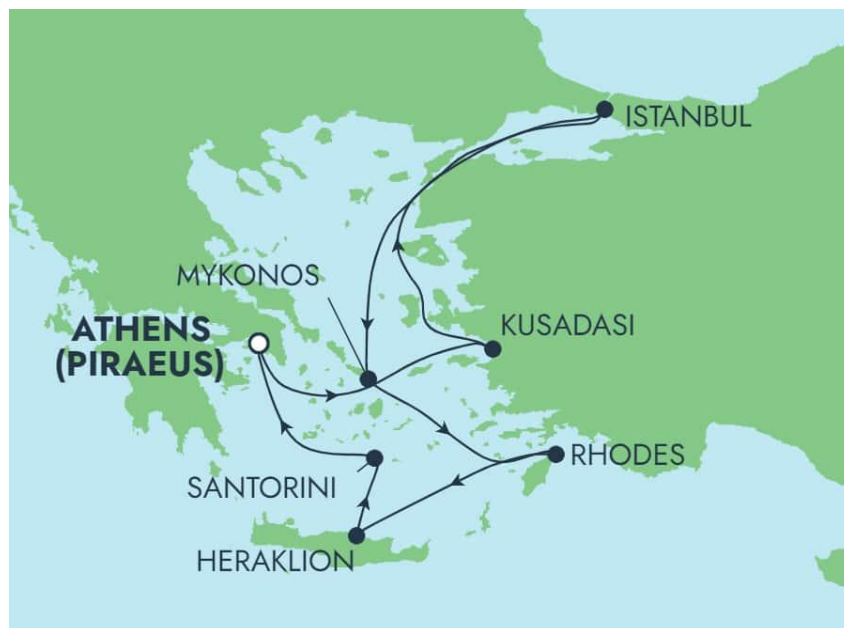 ISTANBUL
MYKONOS
KUSADASI
ATHENS
(PIRAEUS)
RHODES
SANTORINI
HERAKLION